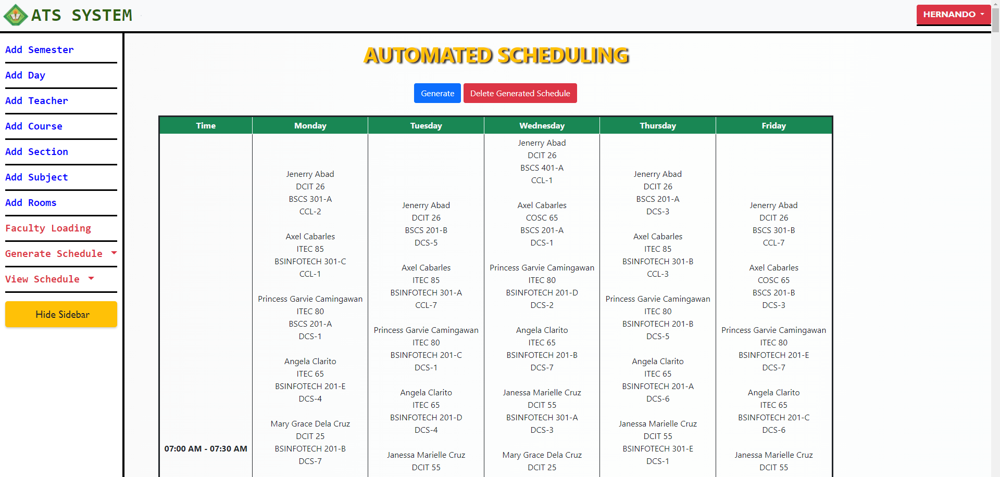 ATS SYSTEM
HERNANDO
Add Semester
Add Day
Add Teacher
Add Course
Add Section
Add Subject
Add Rooms
Faculty Loading
Generate Schedule
View Schedule
Hide Sidebar
AUTOMATED SCHEDULING
Generate
Delete Generated Schedule
Time
Monday
Tuesday
Wednesday
Thursday
Friday
07:00 AM - 07:30 AM
Jenerry Abad
DCIT 26
BSCS 301-A
CCL-2
Axel Cabarles
ITEC 85
BSINFOTECH 301-C
CCL-1
Princess Garvie Camingawan
ITEC 80
BSCS 201-A
DCS-1
Angela Clarito
ITEC 65
BSINFOTECH 201-E
DCS-4
Mary Grace Dela Cruz
DCIT 25
BSINFOTECH 201-B
DCS-7
Jenerry Abad
DCIT 26
BSCS 201-B
DCS-5
Axel Cabarles
ITEC 85
BSINFOTECH 301-A
CCL-7
Princess Garvie Camingawan
ITEC 80
BSINFOTECH 201-C
DCS-1
Angela Clarito
ITEC 65
BSINFOTECH 201-D
DCS-4
Janessa Marielle Cruz
DCIT 55
Jenerry Abad
DCIT 26
BSCS 401-A
CCL-1
Axel Cabarles
COSC 65
BSCS 201-A
DCS-1
Princess Garvie Camingawan
ITEC 80
BSINFOTECH 201-D
DCS-2
Angela Clarito
ITEC 65
BSINFOTECH 201-B
DCS-7
Janessa Marielle Cruz
DCIT 55
BSINFOTECH 301-A
DCS-3
Mary Grace Dela Cruz
DCIT 25
Jenerry Abad
DCIT 26
BSCS 201-A
DCS-3
Axel Cabarles
ITEC 85
BSINFOTECH 301-B
CCL-3
Princess Garvie Camingawan
ITEC 80
BSINFOTECH 201-B
DCS-5
Angela Clarito
ITEC 65
BSINFOTECH 201-A
DCS-6
Janessa Marielle Cruz
DCIT 55
BSINFOTECH 301-E
DCS-1
Jenerry Abad
DCIT 26
BSCS 301-B
CCL-7
Axel Cabarles
COSC 65
BSCS 201-B
DCS-3
Princess Garvie Camingawan
ITEC 80
BSINFOTECH 201-E
DCS-7
Angela Clarito
ITEC 65
BSINFOTECH 201-C
DCS-6
Janessa Marielle Cruz
DCIT 55